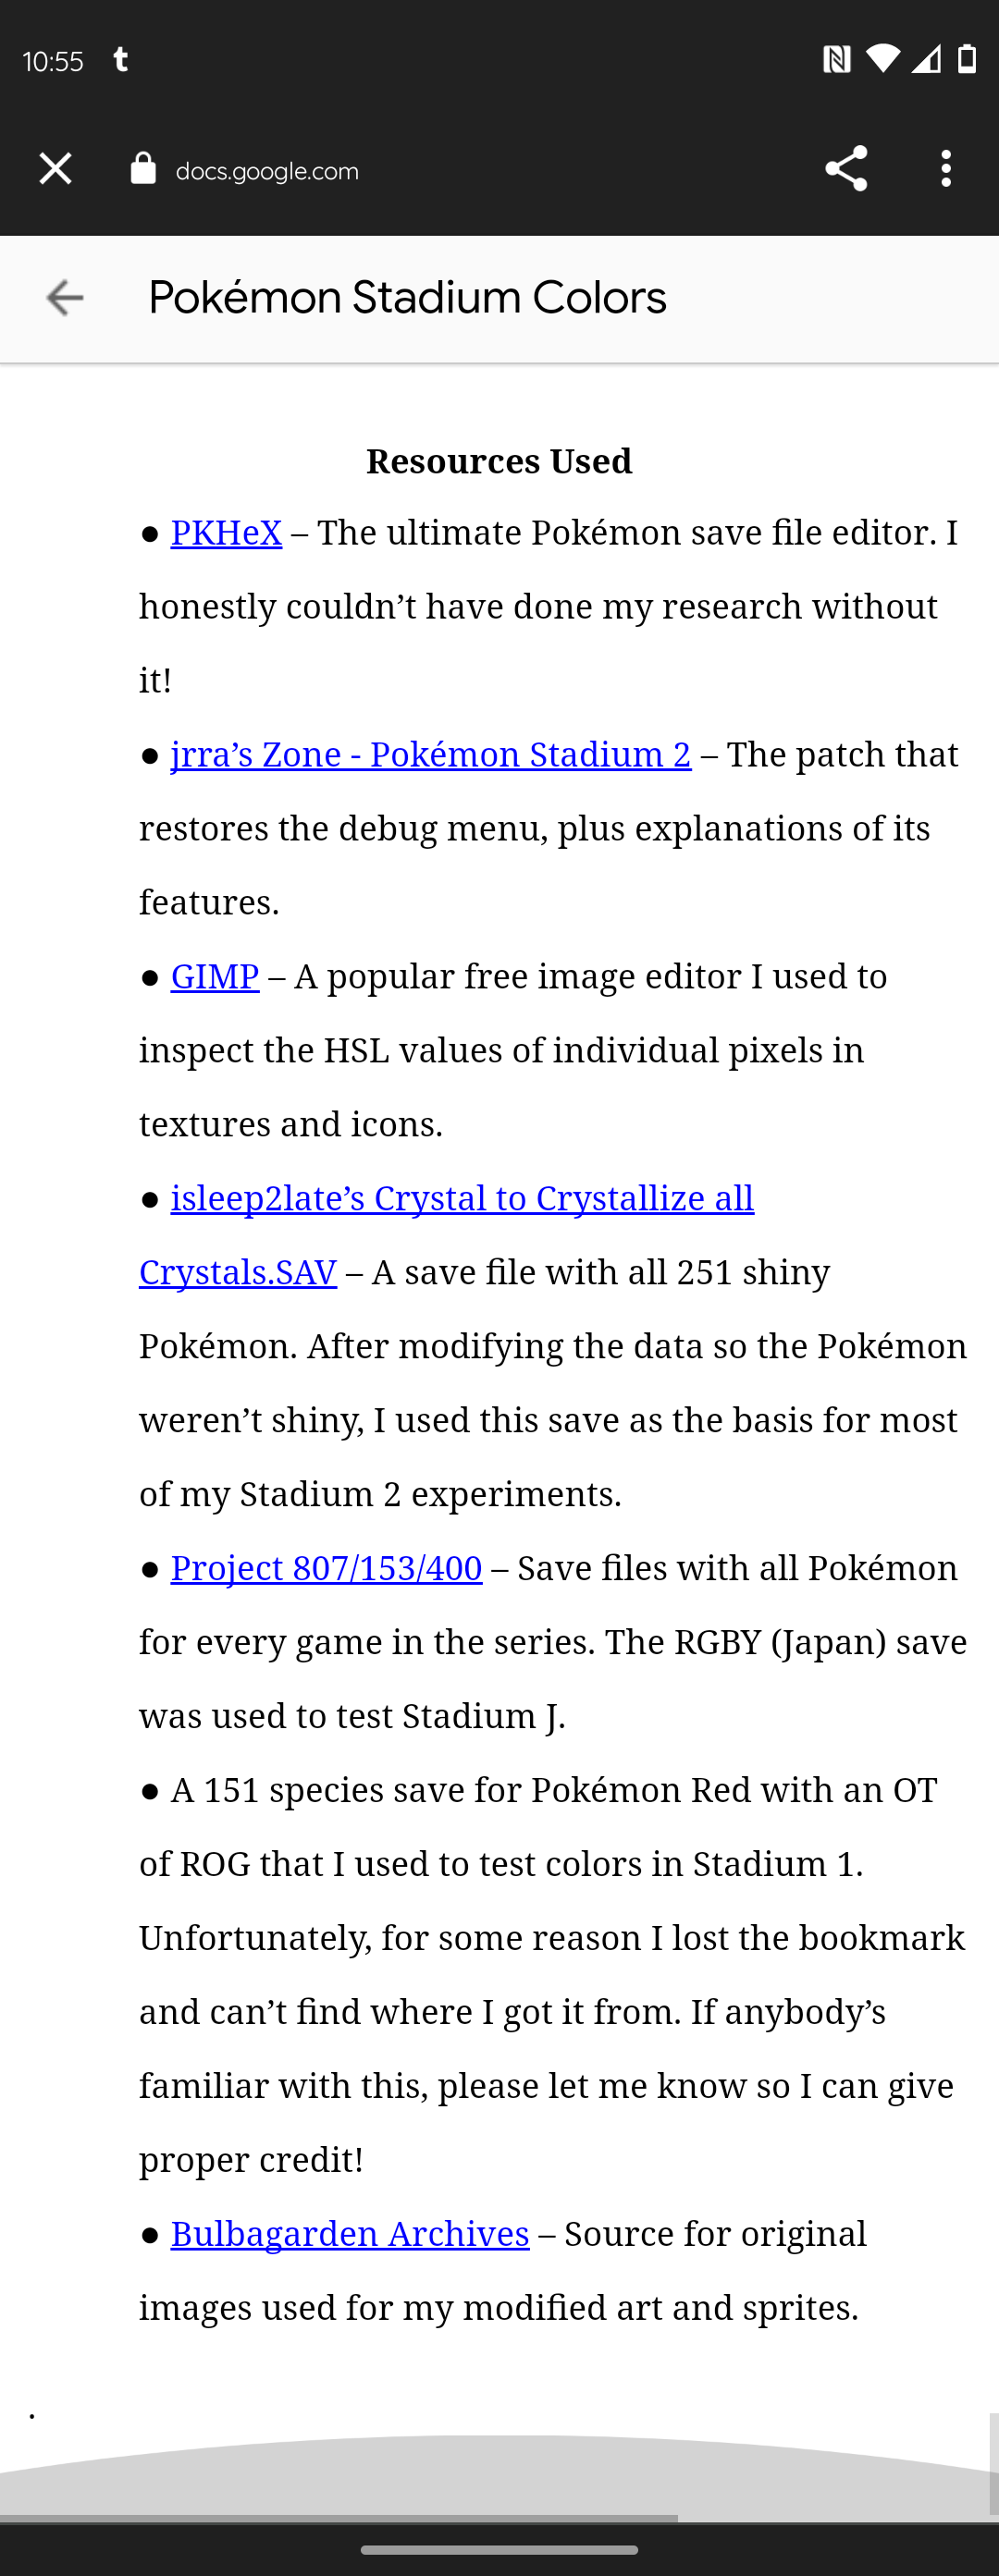 10:55 t
docs.google.com
Pokémon Stadium Colors
Resources Used
● PKHeX – The ultimate Pokémon save file editor. I
honestly couldn’t have done my research without
it!
● jrra’s Zone - Pokémon Stadium 2 – The patch that
restores the debug menu, plus explanations of its
features.
● GIMP – A popular free image editor I used to
inspect the HSL values of individual pixels in
textures and icons.
● isleep2late’s Crystal to Crystallize all
Crystals.SAV – A save file with all 251 shiny
Pokémon. After modifying the data so the Pokémon
weren’t shiny, I used this save as the basis for most
of my Stadium 2 experiments.
● Project 807/153/400 – Save files with all Pokémon
for every game in the series. The RGBY (Japan) save
was used to test Stadium J.
● A 151 species save for Pokémon Red with an OT
of ROG that I used to test colors in Stadium 1.
Unfortunately, for some reason I lost the bookmark
and can’t find where I got it from. If anybody’s
familiar with this, please let me know so I can give
proper credit!
● Bulbagarden Archives – Source for original
images used for my modified art and sprites.
.